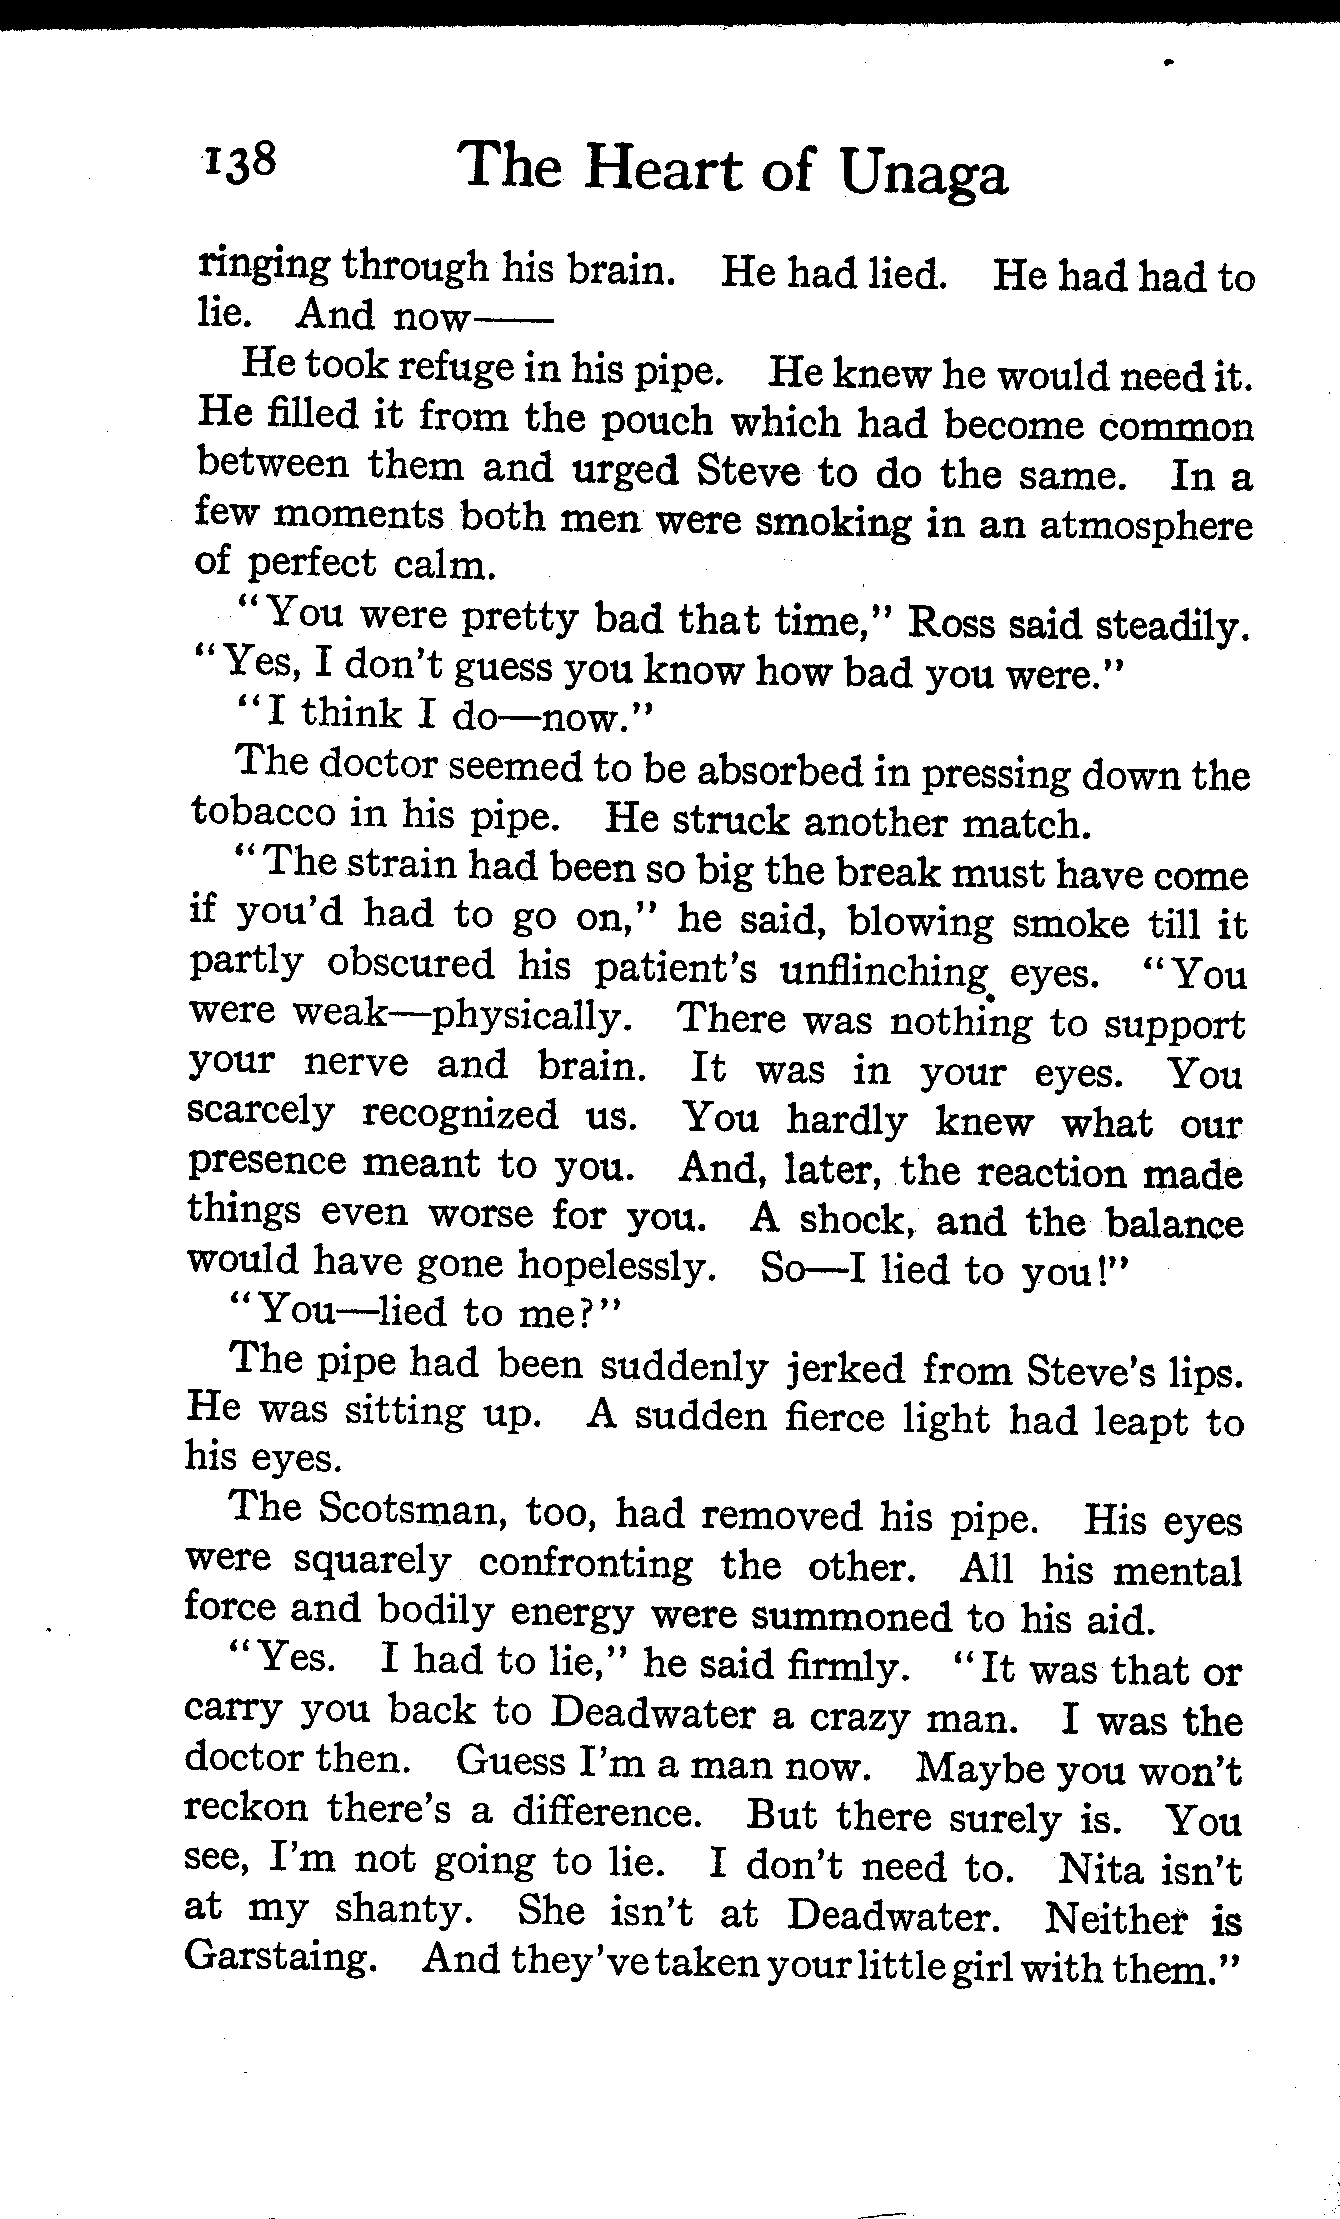 138 The Heart of Unaga
ringing through his brain. He had lied. He had had to
lie. And now——
He took refuge in his pipe. He knew he would need it.
He filled it from the pouch which had become common
between them and urged Steve to do the same. In a
few moments both men were smoking in an atmosphere
of perfect calm.
"You were pretty bad that time," Ross said steadily.
"Yes, I don't guess you know how bad you were."
"I think I do—now."
The doctor seemed to be absorbed in pressing down the
tobacco in his pipe. He struck another match.
"The strain had been so big the break must have come
if you'd had to go on," he said, blowing smoke till it
partly obscured his patient's unflinching eyes. "You
were weak—physically. There was nothing to support
your nerve and brain. It was in your eyes. You
scarcely recognized us. You hardly knew what our
presence meant to you. And, later, the reaction made
things even worse for you. A shock, and the balance
would have gone hopelessly. So—I lied to you!"
"You—lied to me?"
The pipe had been suddenly jerked from Steve's lips.
He was sitting up. A sudden fierce light had leapt to
his eyes.
The Scotsman, too, had removed his pipe. His eyes
were squarely confronting the other. All his mental
force and bodily energy were summoned to his aid.
"Yes. I had to lie," he said firmly. "It was that or
carry you back to Deadwater a crazy man. I was the
doctor then. Guess I'm a man now. Maybe you won't
reckon there's a difference. But there surely is. You
see, I'm not going to lie. I don't need to. Nita isn't
at my shanty. She isn't at Deadwater. Neither is
Garstaing. And they've taken your little girl with them."